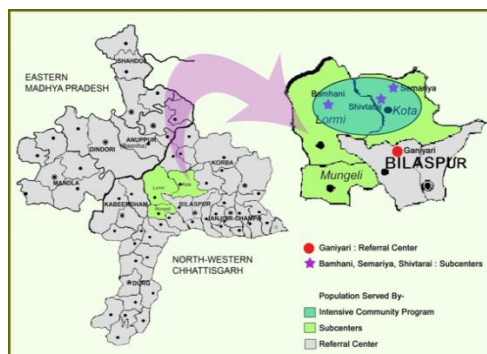 SHAHDOL
EASTERN
MADHYA PRADESH
ANUPPUR
DINDORI
MANDLA
KORBA
Lormi
Kota
Mungeli
KABEERDHAM
BILASPUR
JANJGIR-CHAMPA
NORTH-WESTERN
CHHATTISGARH
DURG
Semariya
Bamhani
Shivtarai
Kota
Lormi
Ganiyari
BILASPUR
Mungeli
Ganiyari : Referral Center
Bamhani, Semariya, Shivtarai : Subcenters
Population Served By-
Intensive Community Program
Subcenters
Referral Center